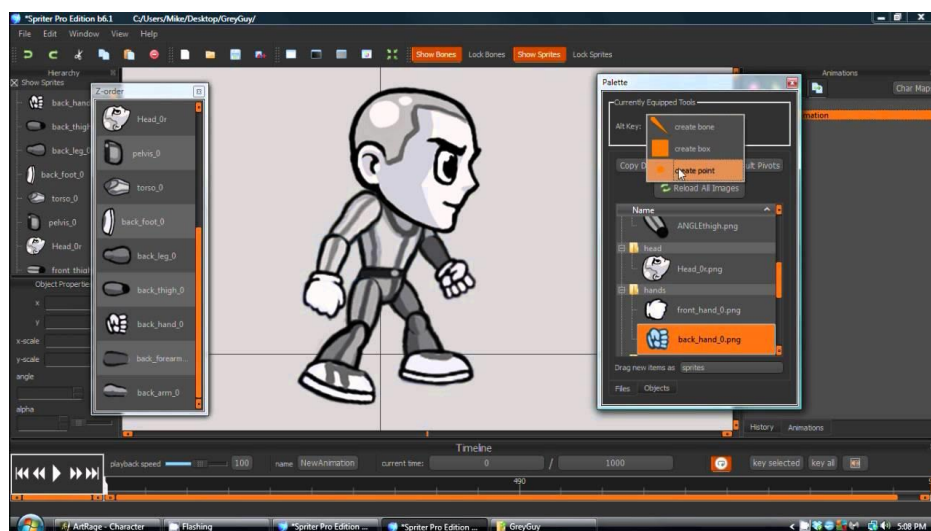 *Spriter Pro Edition b6.1 C:/Users/Mike/Desktop/GreyGuy/
File Edit Window View Help
Show Bones Lock Bones Show Sprites Lock Sprites
Hierarchy
Show Sprites
back_hand
back_thigh
back_leg_0
back_foot_0
torso_0
pelvis_0
Head_0r
front thigh
Object Properties
x
y
x-scale
y-scale
angle
alpha
Z-order
Head_0r
pelvis_0
torso_0
back_foot_0
back_leg_0
back_thigh_0
back_hand_0
back_forearm...
back_arm_0
Palette
Currently Equipped Tools
Alt Key:
create bone
create box
create point
Copy D
ult Pivots
Reload All Images
Name
ANGLEthigh.png
head
Head_0r.png
hands
front_hand_0.png
back_hand_0.png
Drag new items as sprites
Files Objects
Animations
Char Map
mation
History Animations
Timeline
playback speed 100 name NewAnimation current time: 0 / 1000 key selected key all
490
ArtRage - Character Flashing Spriter Pro Edition ... *Spriter Pro Edition ... GreyGuy 5:08 PM